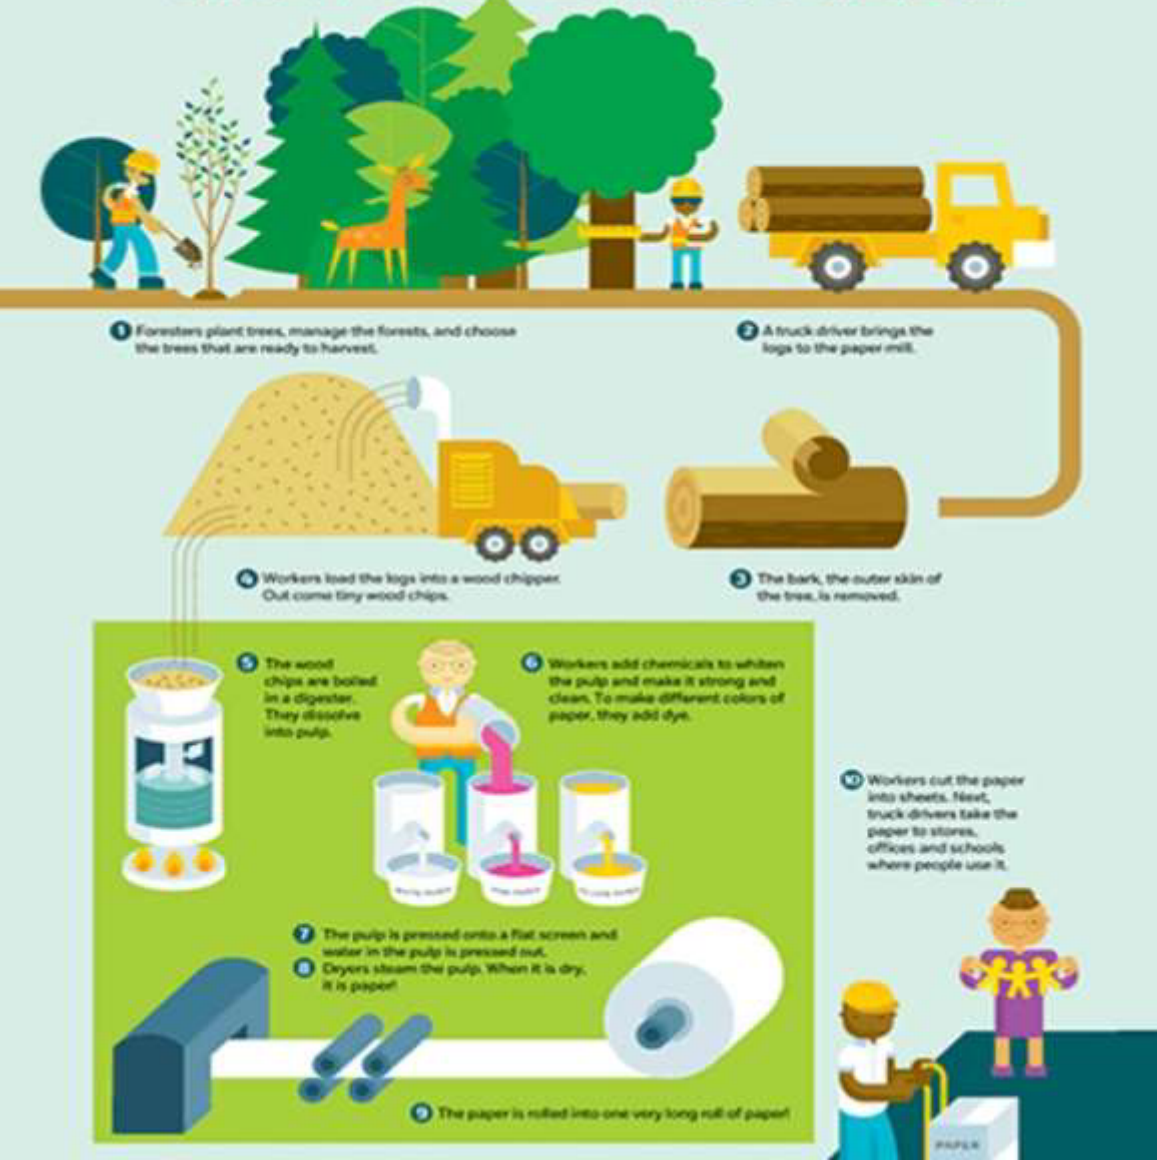 1 Foresters plant trees, manage the forests, and choose
the trees that are ready to harvest.
2 A truck driver brings the
logs to the paper mill.
3 The bark, the outer skin of
the tree, is removed.
4 Workers load the logs into a wood chipper.
Out come tiny wood chips.
5 The wood
chips are boiled
in a digester.
They dissolve
into pulp.
6 Workers add chemicals to whiten
the pulp and make it strong and
clean. To make different colors of
paper, they add dye.
WHITE PAPER
PINK PAPER
YELLOW PAPER
7 The pulp is pressed onto a flat screen and
water in the pulp is pressed out.
8 Dryers steam the pulp. When it is dry,
it is paper!
9 The paper is rolled into one very long roll of paper!
10 Workers cut the paper
into sheets. Next,
truck drivers take the
paper to stores,
offices and schools
where people use it.
PAPER